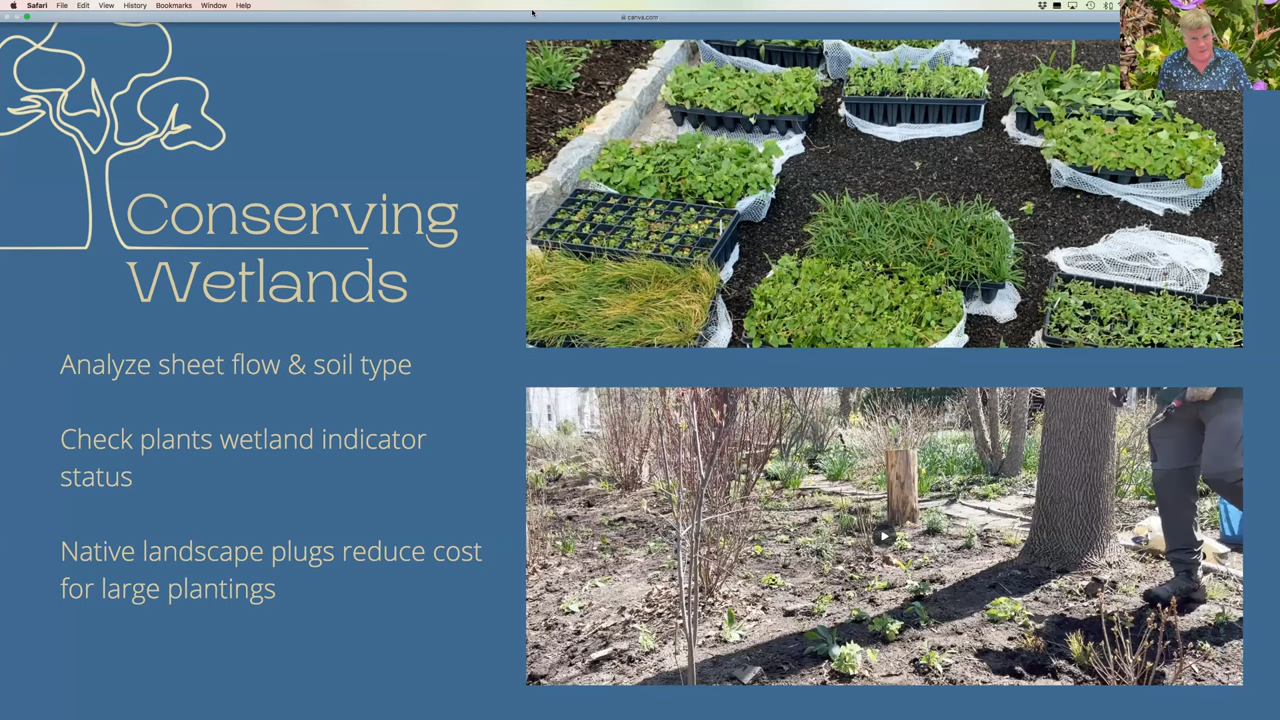 Safari File Edit View History Bookmarks Window Help
canva.com
Conserving
Wetlands
Analyze sheet flow & soil type
Check plants wetland indicator
status
Native landscape plugs reduce cost
for large plantings